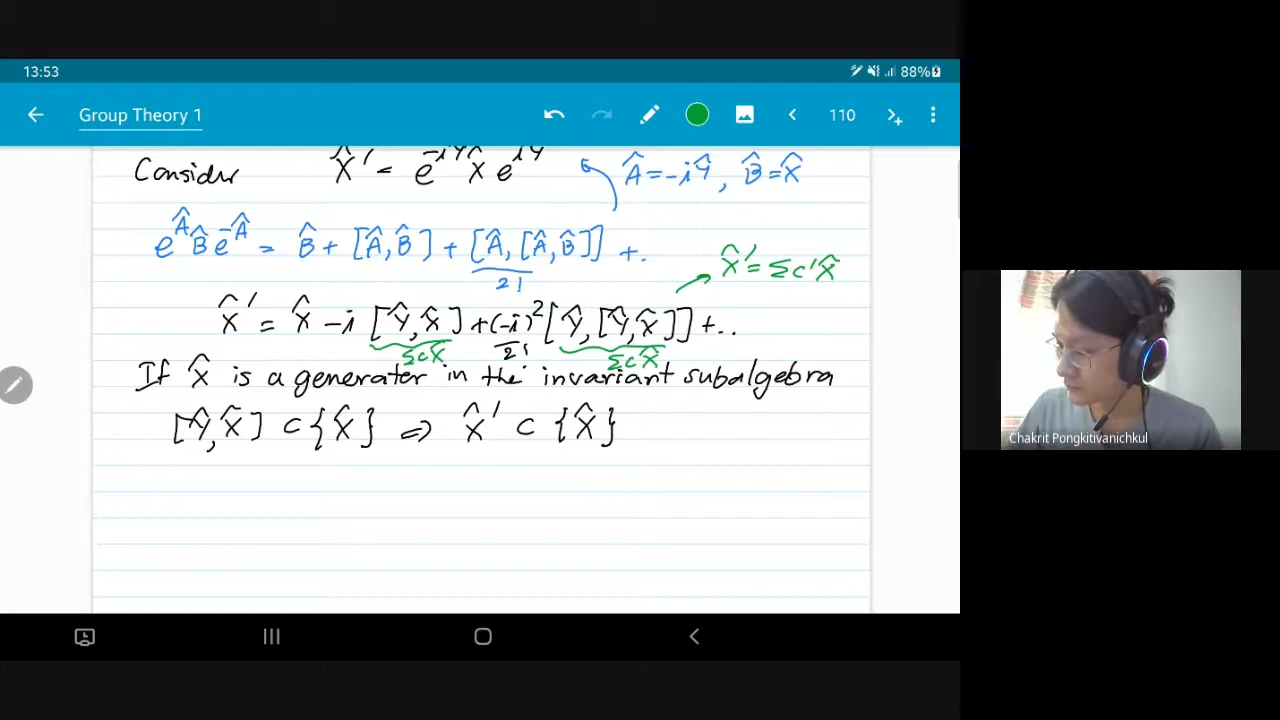 13:53
88%
Group Theory 1
110
Consider X̂' = e^{-iŶ} X̂ e^{iŶ}
Â = -iŶ, B̂ = X̂
e^{Â} B̂ e^{-Â} = B̂ + [Â, B̂] + [Â, [Â, B̂]]/2! + ..
X̂' = Σc'X̂
X̂' = X̂ - i [Ŷ, X̂] + (-i)²/2! [Ŷ, [Ŷ, X̂]] + ..
ΣcX̂ ΣcX̂
If X̂ is a generater in the invariant subalgebra
[Ŷ, X̂] ⊂ {X̂} ⇒ X̂' ⊂ {X̂}
Chakrit Pongkitivanichkul